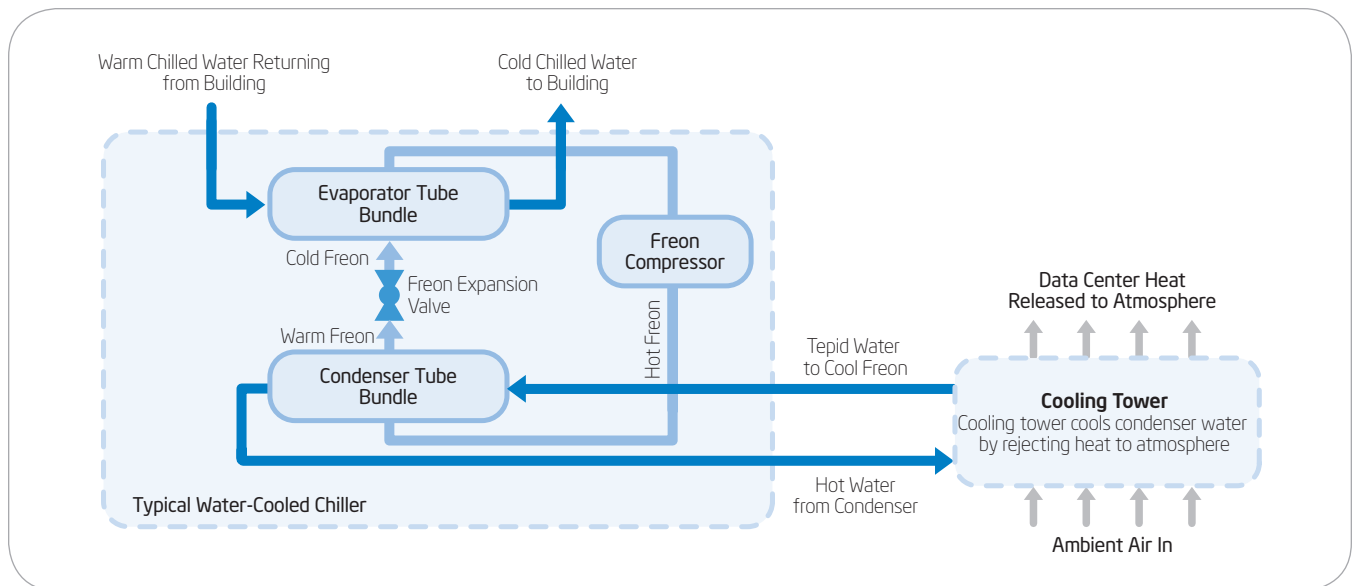 Warm Chilled Water Returning
from Building
Cold Chilled Water
to Building
Evaporator Tube
Bundle
Freon
Compressor
Cold Freon
Freon Expansion
Valve
Warm Freon
Hot Freon
Condenser Tube
Bundle
Typical Water-Cooled Chiller
Tepid Water
to Cool Freon
Hot Water
from Condenser
Data Center Heat
Released to Atmosphere
Cooling Tower
Cooling tower cools condenser water
by rejecting heat to atmosphere
Ambient Air In